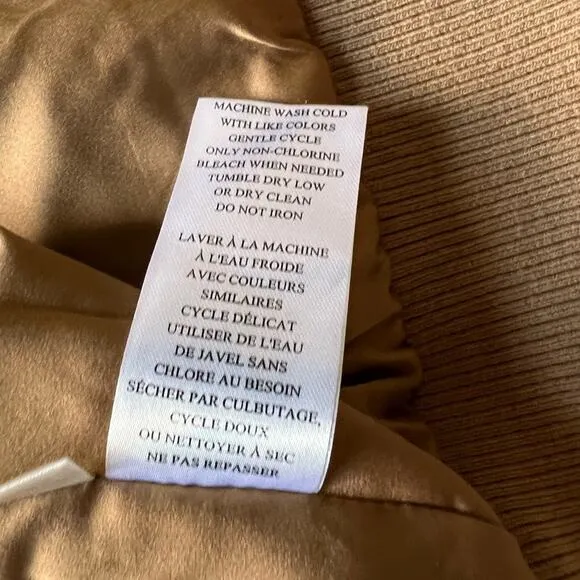 MACHINE WASH COLD
WITH LIKE COLORS
GENTLE CYCLE
ONLY NON-CHLORINE
BLEACH WHEN NEEDED
TUMBLE DRY LOW
OR DRY CLEAN
DO NOT IRON
LAVER À LA MACHINE
À L'EAU FROIDE
AVEC COULEURS
SIMILAIRES
CYCLE DÉLICAT
UTILISER DE L'EAU
DE JAVEL SANS
CHLORE AU BESOIN
SÉCHER PAR CULBUTAGE,
CYCLE DOUX
OU NETTOYER À SEC
NE PAS REPASSER